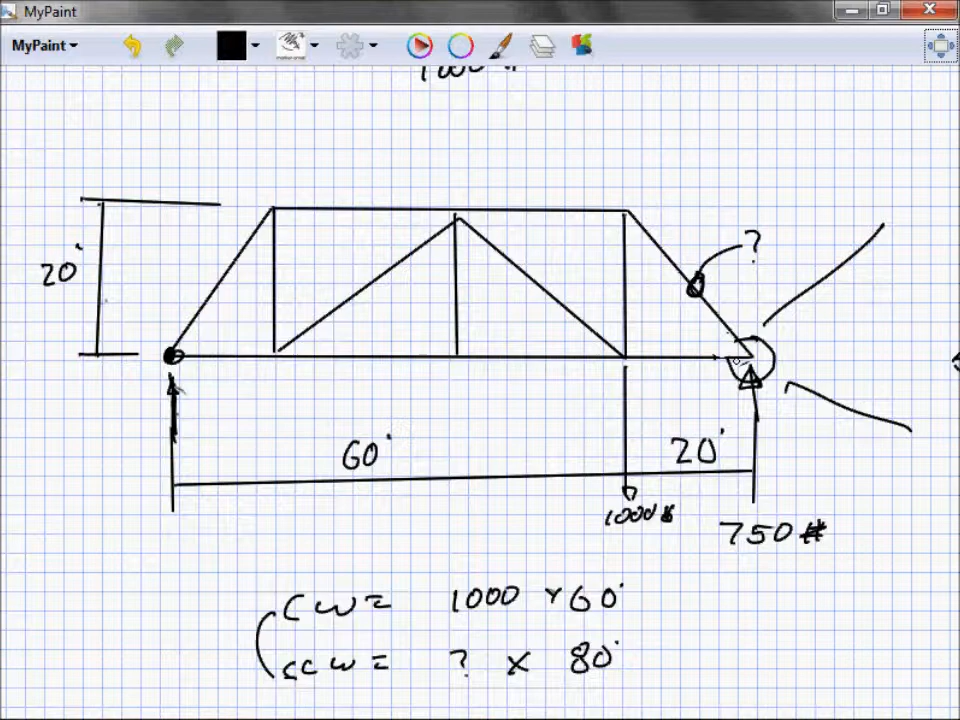 MyPaint
MyPaint
20'
?
60'
20'
1000#
750#
CW= 1000 x 60'
CCW= ? x 80'